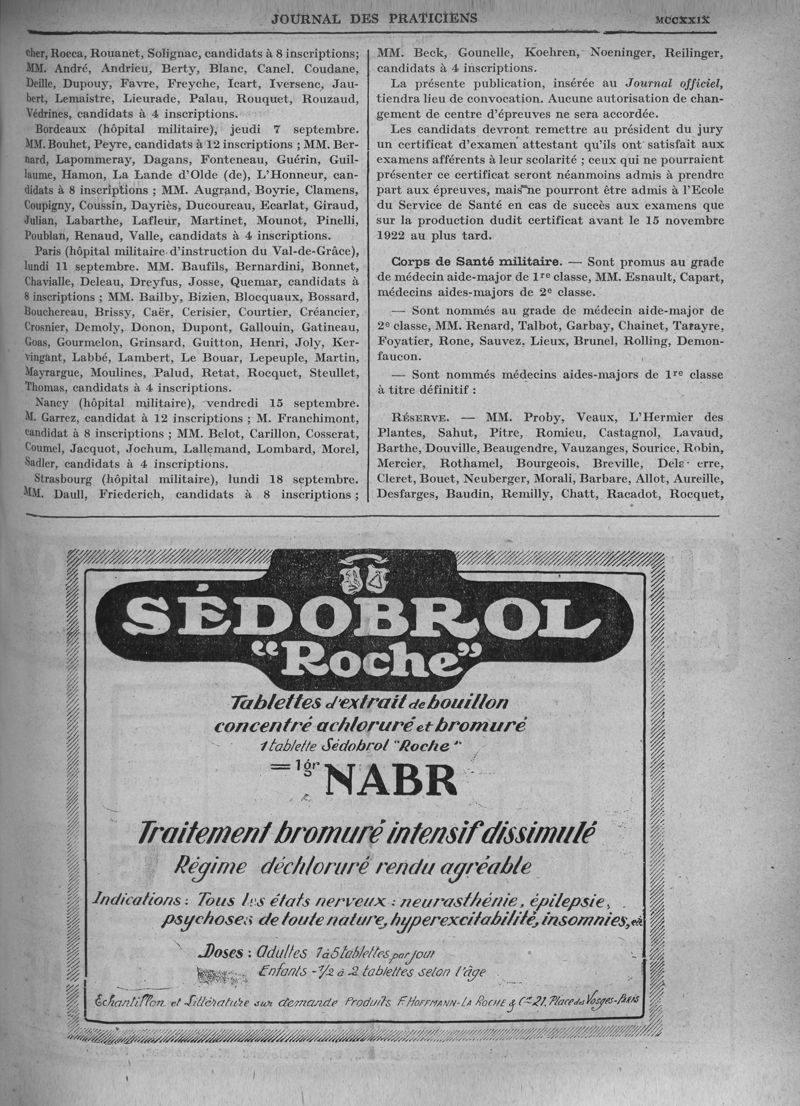 JOURNAL DES PRATICIENS MCCXXIX
cher, Rocca, Rouanet, Solignac, candidats à 8 inscriptions;
MM. André, Andrieu, Berty, Blanc, Canel, Coudane,
Deille, Dupouy, Favre, Freyche, Icart, Iversenc, Jau-
bert, Lemaistre, Lieurade, Palau, Rouquet, Rouzaud,
Védrines, candidats à 4 inscriptions.
Bordeaux (hôpital militaire), jeudi 7 septembre.
MM. Bouhet, Peyre, candidats à 12 inscriptions ; MM. Ber-
nard, Lapommeray, Dagans, Fonteneau, Guérin, Guil-
laume, Hamon, La Lande d'Olde (de), L'Honneur, can-
didats à 8 inscriptions ; MM. Augrand, Boyrie, Clamens,
Coupigny, Coussin, Dayriès, Ducoureau, Ecarlat, Giraud,
Julian, Labarthe, Lafleur, Martinet, Mounot, Pinelli,
Poublan, Renaud, Valle, candidats à 4 inscriptions.
Paris (hôpital militaire d'instruction du Val-de-Grâce),
lundi 11 septembre. MM. Baufils, Bernardini, Bonnet,
Chavialle, Deleau, Dreyfus, Josse, Quemar, candidats à
8 inscriptions ; MM. Bailby, Bizien, Blocquaux, Bossard,
Bouchereau, Brissy, Caër, Cerisier, Courtier, Créancier,
Crosnier, Demoly, Donon, Dupont, Gallouin, Gatineau,
Goas, Gourmelon, Grinsard, Guitton, Henri, Joly, Ker-
vingant, Labbé, Lambert, Le Bouar, Lepeuple, Martin,
Mayrargue, Moulines, Palud, Retat, Rocquet, Steullet,
Thomas, candidats à 4 inscriptions.
Nancy (hôpital militaire), vendredi 15 septembre.
M. Garrez, candidat à 12 inscriptions ; M. Franchimont,
candidat à 8 inscriptions ; MM. Belot, Carillon, Cosserat,
Coumel, Jacquot, Jochum, Lallemand, Lombard, Morel,
Sadler, candidats à 4 inscriptions.
Strasbourg (hôpital militaire), lundi 18 septembre.
MM. Daull, Friederich, candidats à 8 inscriptions ;
MM. Beck, Gounelle, Koehren, Noeninger, Reilinger,
candidats à 4 inscriptions.
La présente publication, insérée au Journal officiel,
tiendra lieu de convocation. Aucune autorisation de chan-
gement de centre d'épreuves ne sera accordée.
Les candidats devront remettre au président du jury
un certificat d'examen attestant qu'ils ont satisfait aux
examens afférents à leur scolarité ; ceux qui ne pourraient
présenter ce certificat seront néanmoins admis à prendre
part aux épreuves, mais ne pourront être admis à l'Ecole
du Service de Santé en cas de succès aux examens que
sur la production dudit certificat avant le 15 novembre
1922 au plus tard.
Corps de Santé militaire. — Sont promus au grade
de médecin aide-major de 1re classe, MM. Esnault, Capart,
médecins aides-majors de 2e classe.
— Sont nommés au grade de médecin aide-major de
2e classe, MM. Renard, Talbot, Garbay, Chainet, Tarayre,
Foyatier, Rone, Sauvez, Lieux, Brunel, Rolling, Demon-
faucon.
— Sont nommés médecins aides-majors de 1re classe
à titre définitif :
RÉSERVE. — MM. Proby, Veaux, L'Hermier des
Plantes, Sahut, Pitre, Romieu, Castagnol, Lavaud,
Barthe, Douville, Beaugendre, Vauzanges, Sourice, Robin,
Mercier, Rothamel, Bourgeois, Breville,
Cleret, Bouet, Neuberger, Morali, Barbare, Allot, Aureille,
Desfarges, Baudin, Remilly, Chatt, Racadot, Rocquet,
SÉDOBROL
"Roche"
Tablettes d'extrait de bouillon
concentré achloruré et bromuré
1 tablette Sédobrol "Roche"
= 1gr NABR
Traitement bromuré intensif dissimulé
Régime déchloruré rendu agréable
Indications : Tous les états nerveux : neurasthénie, épilepsie,
psychoses de toute nature, hyperexcitabilité, insomnies, etc
Doses : Adultes 1 à 5 tablettes par jour
Enfants - 1/2 à 2 tablettes selon l'âge
Échantillon et Littérature sur demande Produits F. HOFFMANN-LA ROCHE & Cie 21, Place des Vosges-Paris